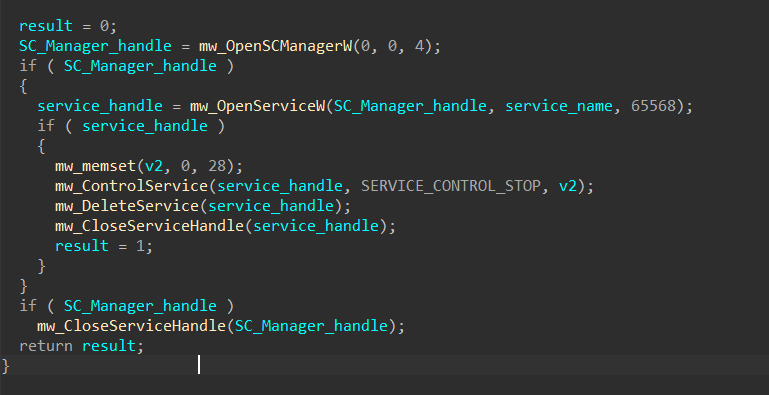 result = 0;
SC_Manager_handle = mw_OpenSCManagerW(0, 0, 4);
if ( SC_Manager_handle )
{
service_handle = mw_OpenServiceW(SC_Manager_handle, service_name, 65568);
if ( service_handle )
{
mw_memset(v2, 0, 28);
mw_ControlService(service_handle, SERVICE_CONTROL_STOP, v2);
mw_DeleteService(service_handle);
mw_CloseServiceHandle(service_handle);
result = 1;
}
}
if ( SC_Manager_handle )
mw_CloseServiceHandle(SC_Manager_handle);
return result;
}